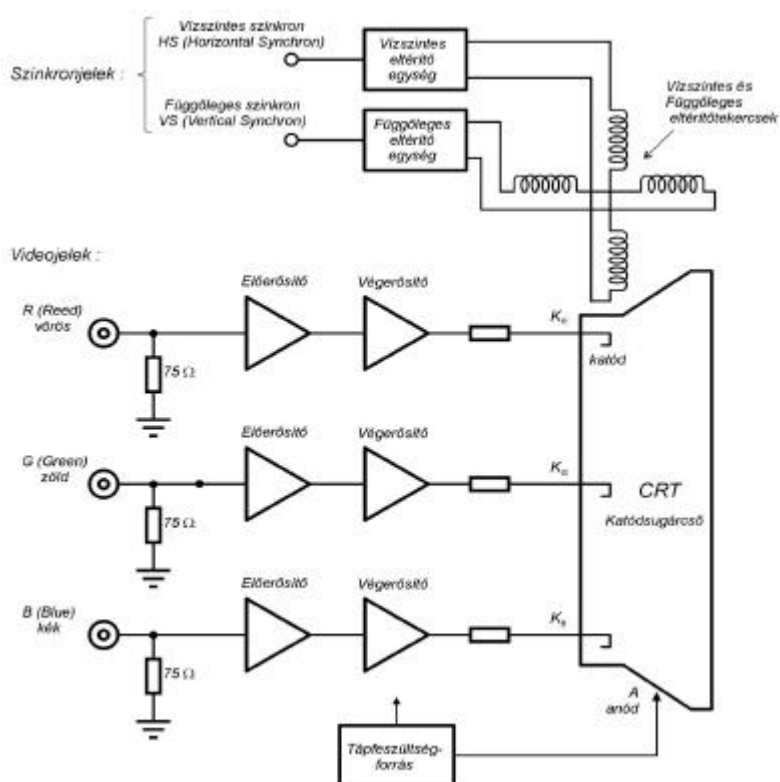 Vízszintes szinkron
HS (Horizontal Synchron)
Szinkronjelek :
Függőleges szinkron
VS (Vertical Synchron)
Vízszintes
eltérítő
egység
Függőleges
eltérítő
egység
Vízszintes és
Függőleges
eltérítőtekercsek
Videojelek :
R (Reed)
vörös
75 Ω
Előerősítő
Végerősítő
katód
G (Green)
zöld
75 Ω
Előerősítő
Végerősítő
CRT
Katódsugárcső
B (Blue)
kék
75 Ω
Előerősítő
Végerősítő
A
anód
Tápfeszültség-
forrás